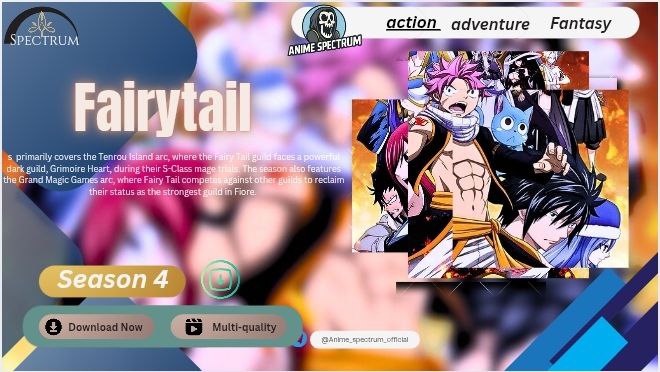 SPECTRUM
ANIME SPECTRUM
action adventure Fantasy
Fairytail
s primarily covers the Tenrou Island arc, where the Fairy Tail guild faces a powerful
dark guild, Grimoire Heart, during their S-Class mage trials. The season also features
the Grand Magic Games arc, where Fairy Tail competes against other guilds to reclaim
their status as the strongest guild in Fiore.
Season 4
Download Now Multi-quality
@Anime_spectrum_official